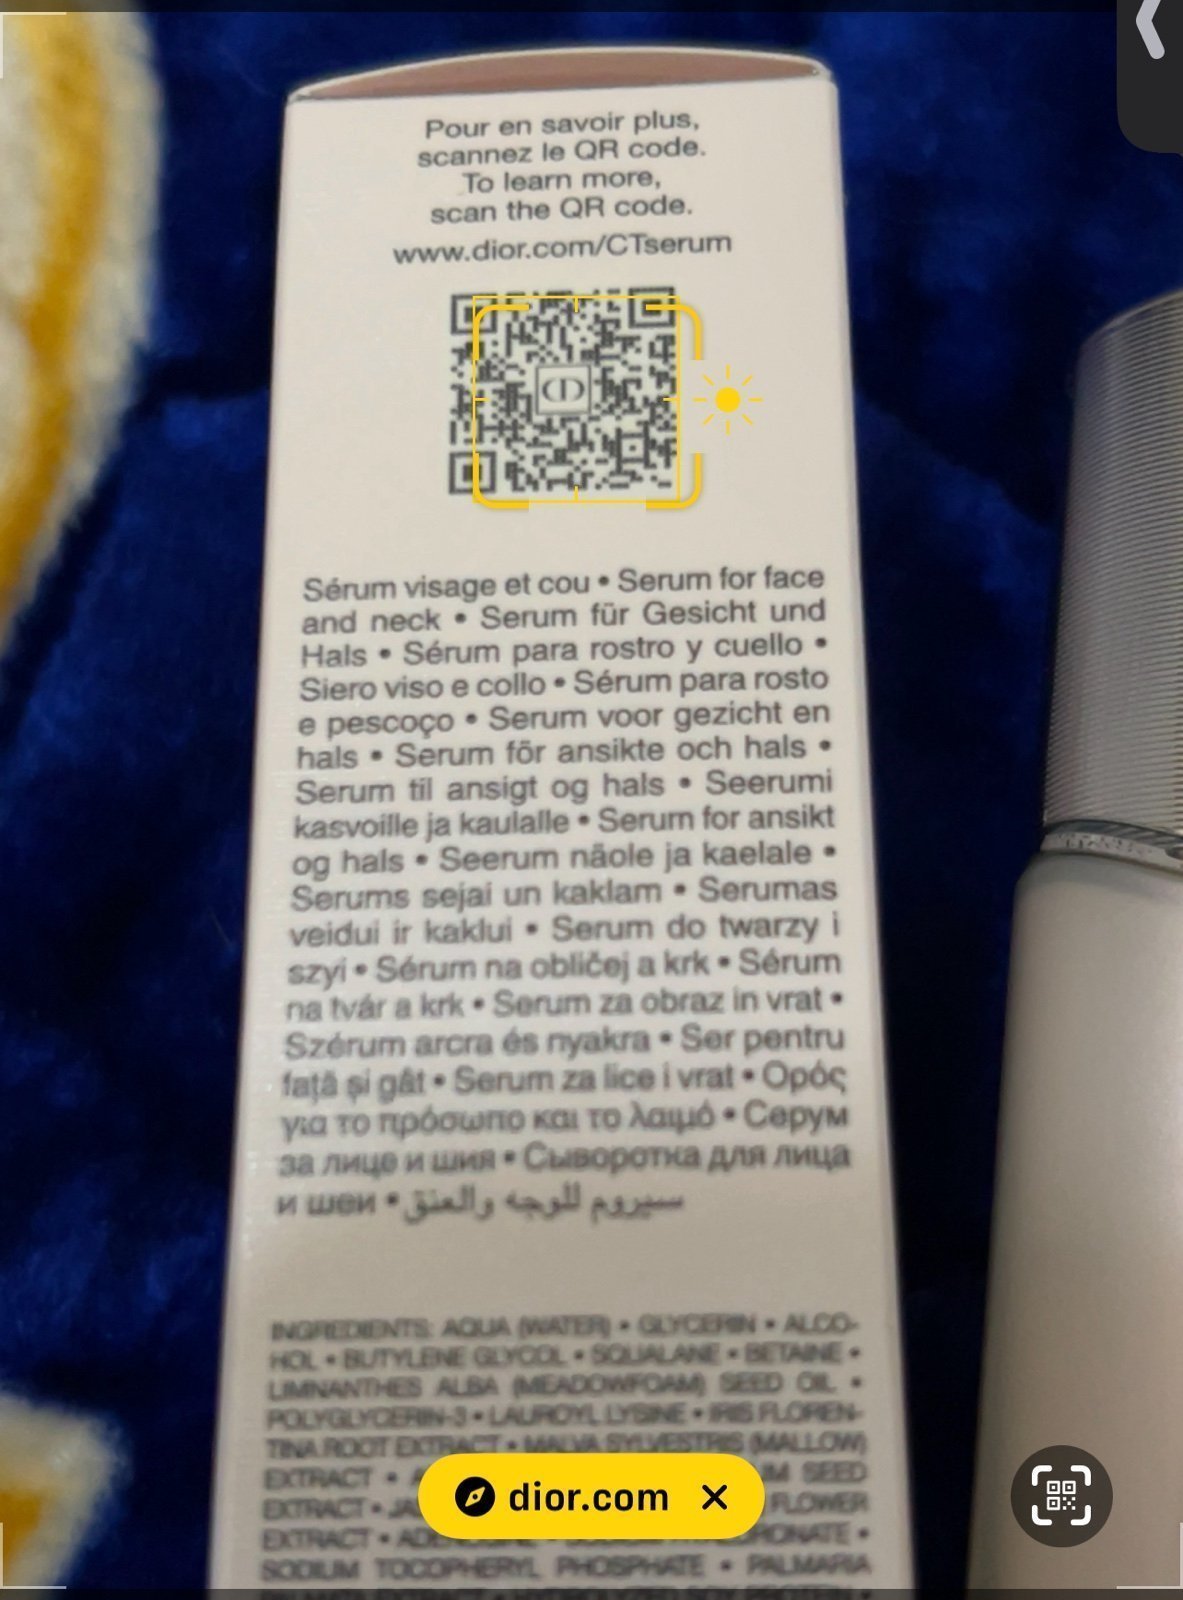 Pour en savoir plus,
scannez le QR code.
To learn more,
scan the QR code.
www.dior.com/CTserum
CD
Sérum visage et cou • Serum for face
and neck • Serum für Gesicht und
Hals • Sérum para rostro y cuello •
Siero viso e collo • Sérum para rosto
e pescoço • Serum voor gezicht en
hals • Serum för ansikte och hals •
Serum til ansigt og hals • Seerumi
kasvoille ja kaulalle • Serum for ansikt
og hals • Seerum näole ja kaelale •
Serums sejai un kaklam • Serumas
veidui ir kaklui • Serum do twarzy i
szyi • Sérum na obličej a krk • Sérum
na tvár a krk • Serum za obraz in vrat •
Szérum arcra és nyakra • Ser pentru
față și gât • Serum za lice i vrat • Ορός
για το πρόσωπο και το λαιμό • Серум
за лице и шия • Сыворотка для лица
и шеи • سيروم للوجه والعنق
INGREDIENTS: AQUA (WATER) • GLYCERIN • ALCO-
HOL • BUTYLENE GLYCOL • SQUALANE • BETAINE •
LIMNANTHES ALBA (MEADOWFOAM) SEED OIL •
POLYGLYCERIN-3 • LAUROYL LYSINE • IRIS FLOREN-
TINA ROOT EXTRACT • MALVA SYLVESTRIS (MALLOW)
EXTRACT • SEED
EXTRACT • FLOWER
EXTRACT •
SODIUM TOCOPHERYL PHOSPHATE • PALMARIA
dior.com